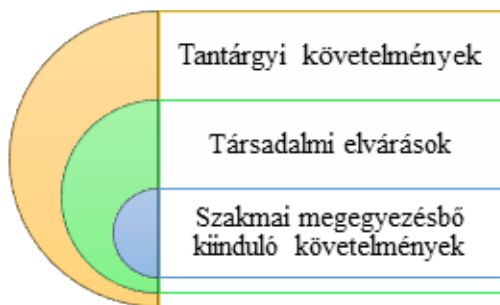 Tantárgyi követelmények
Társadalmi elvárások
Szakmai megegyezésbő
kiinduló követelmények